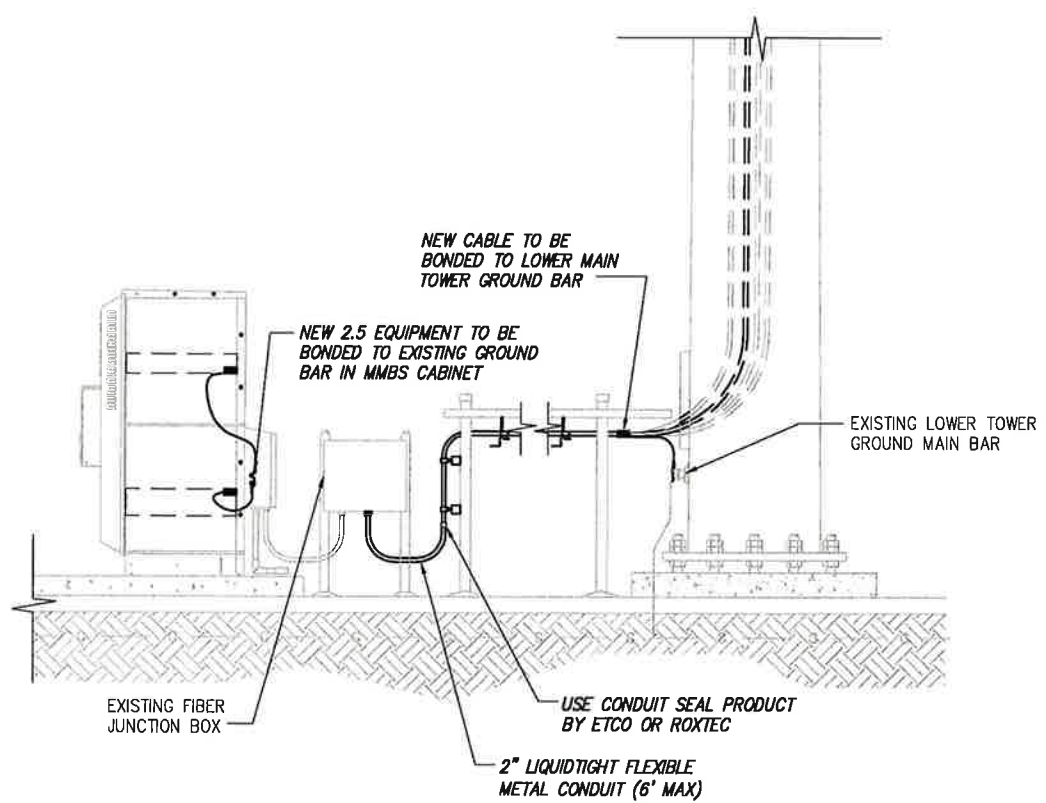 NEW CABLE TO BE
BONDED TO LOWER MAIN
TOWER GROUND BAR
NEW 2.5 EQUIPMENT TO BE
BONDED TO EXISTING GROUND
BAR IN MMBS CABINET
EXISTING LOWER TOWER
GROUND MAIN BAR
EXISTING FIBER
JUNCTION BOX
USE CONDUIT SEAL PRODUCT
BY ETCO OR ROXTEC
2" LIQUIDTIGHT FLEXIBLE
METAL CONDUIT (6' MAX)